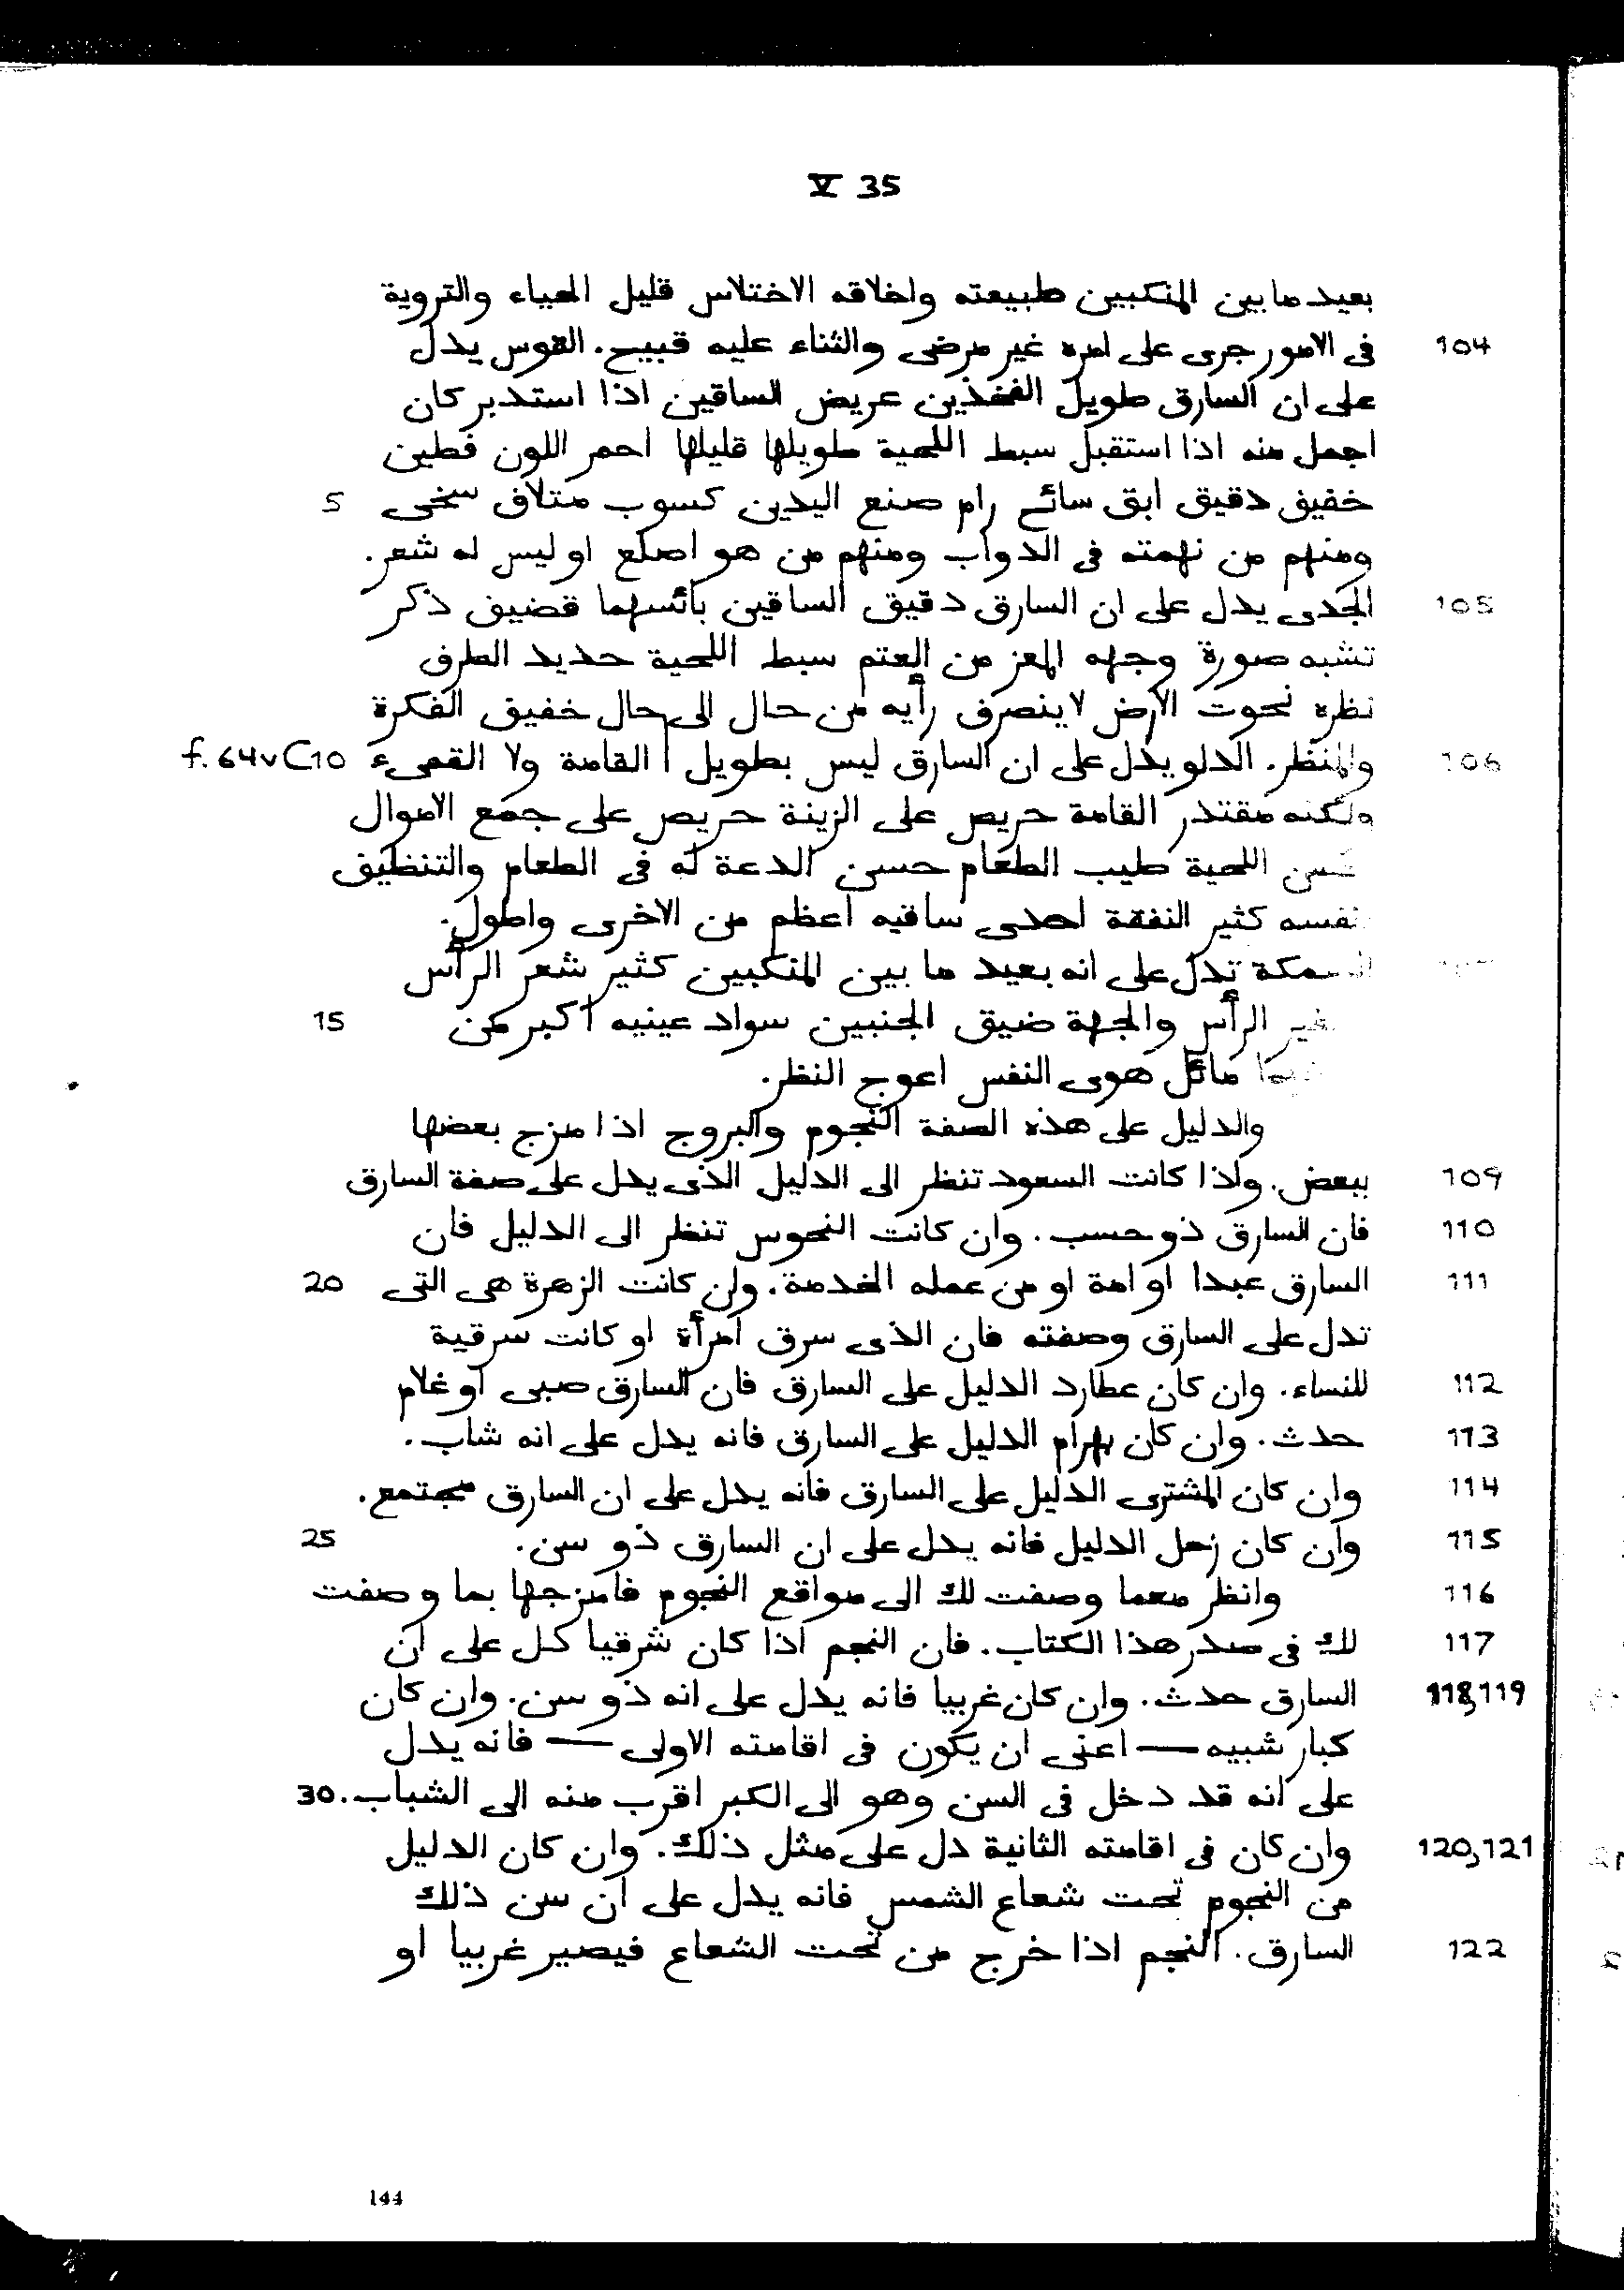 V 35
بعيد ما بين المنكبين طبيعته واخلاقه الاختلاس قليل الحياء والتروية
104 فى الامور جرى على امره غير مرضى والثناء عليه قبيح. القوس يدل
على ان السارق طويل الفخذين عريض الساقين اذا استدبر كان
اجمل منه اذا استقبل سبط اللحية طويلها قليلها احمر اللون فطين
خفيف دقيق ابق سائح رام صنع اليدين كسوب متلاف سخى 5
ومنهم من نهمته فى الدواب ومنهم من هو اصلع او ليس له شعر.
105 الجدى يدل على ان السارق دقيق الساقين بائسهما قضيف ذكر
تشبه صورة وجهه المعز من العتم سبط اللحية حديد الطرف
نظره نحوت الارض لا ينصرف رأيه من حال الى حال خفيف الفكرة
106 والمنظر. الدلو يدل على ان السارق ليس بطويل | القامة ولا القمىء f. 64v C10
ولكنه مقتدر القامة حريص على الزينة حريص على جمع الاموال
اللحية طيب الطعام حسن الدعة له فى الطعام والتنظيف
نفسه كثير النفقة احدى ساقيه اعظم من الاخرى واطول.
السمكة تدل على انه بعيد ما بين المنكبين كثير شعر الرأس
الرأس والجبهة ضيق الجنبين سواد عينيه اكبر من 15
مائل هوى النفس اعوج النظر.
والدليل على هذه الصفة النجوم والبروج اذا مزج بعضها
109 ببعض. واذا كانت السعود تنظر الى الدليل الذى يدل على صفة السارق
110 فان السارق ذو حسب. وان كانت النحوس تنظر الى الدليل فان
111 السارق عبدا او امة او من عمله الخدمة. وان كانت الزهرة هى التى 20
تدل على السارق وصفته فان الذى سرق امرأة او كانت سرقية
112 للنساء. وان كان عطارد الدليل على السارق فان السارق صبى او غلام
113 حدث. وان كان بهرام الدليل على السارق فانه يدل على انه شاب.
114 وان كان المشترى الدليل على السارق فانه يدل على ان السارق مجتمع.
115 وان كان زحل الدليل فانه يدل على ان السارق ذو سن. 25
116 وانظر معما وصفت لك الى مواقع النجوم فامزجها بما وصفت
117 لك فى صدر هذا الكتاب. فان النجم اذا كان شرقيا كل على ان
118,119 السارق حدث. وان كان غربيا فانه يدل على انه ذو سن. وان كان
كبار شبيه — اعنى ان يكون فى اقامته الاولى — فانه يدل
على انه قد دخل فى السن وهو الى الكبر اقرب منه الى الشباب. 30
120,121 وان كان فى اقامته الثانية دل على مثل ذلك. وان كان الدليل
من النجوم تحت شعاع الشمس فانه يدل على ان سن ذلك
122 السارق. النجم اذا خرج من تحت الشعاع فيصير غربيا او
144